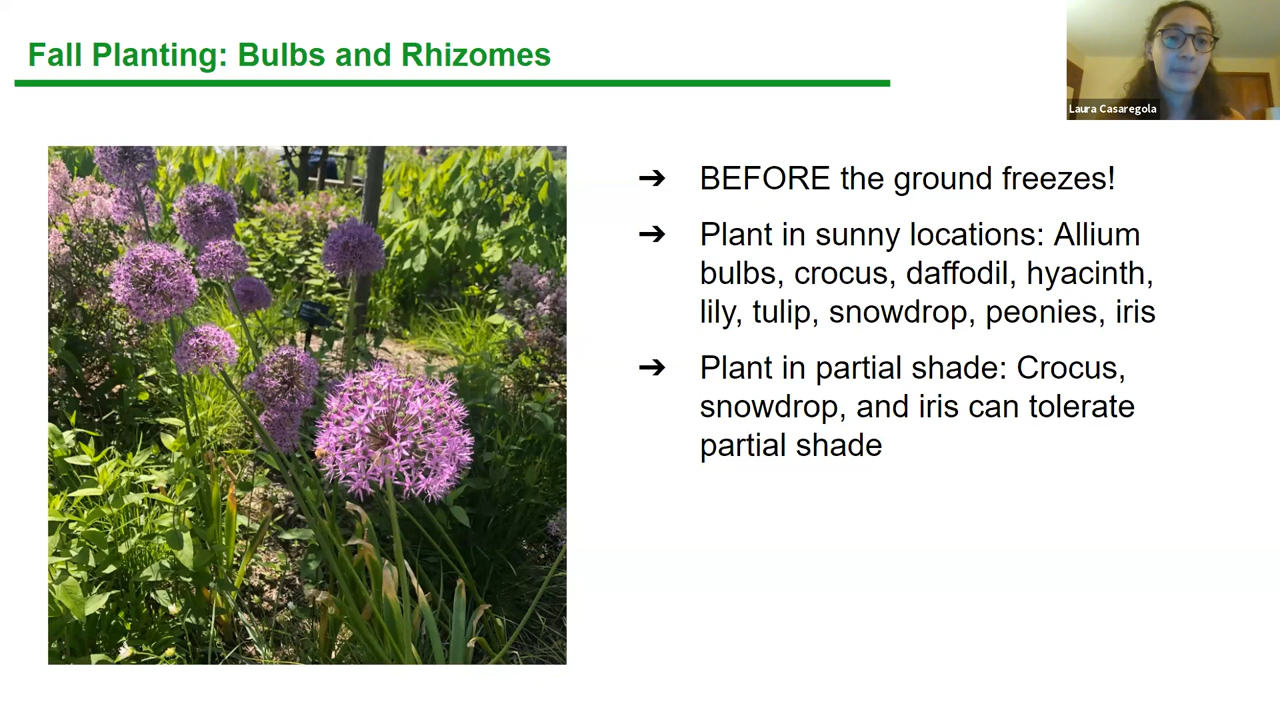 Fall Planting: Bulbs and Rhizomes
Laura Casaregola
➔ BEFORE the ground freezes!
➔ Plant in sunny locations: Allium
bulbs, crocus, daffodil, hyacinth,
lily, tulip, snowdrop, peonies, iris
➔ Plant in partial shade: Crocus,
snowdrop, and iris can tolerate
partial shade